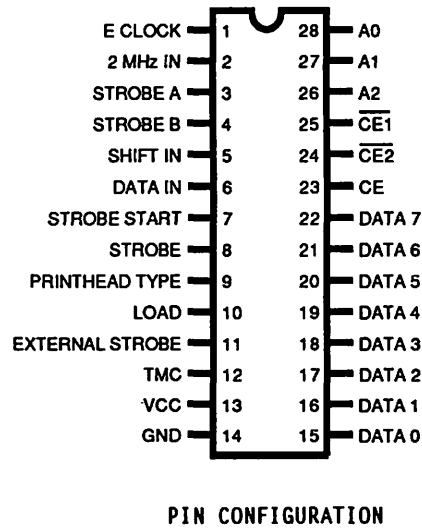 E CLOCK 1 28 A0
2 MHz IN 2 27 A1
STROBE A 3 26 A2
STROBE B 4 25 CE1
SHIFT IN 5 24 CE2
DATA IN 6 23 CE
STROBE START 7 22 DATA 7
STROBE 8 21 DATA 6
PRINTHEAD TYPE 9 20 DATA 5
LOAD 10 19 DATA 4
EXTERNAL STROBE 11 18 DATA 3
TMC 12 17 DATA 2
VCC 13 16 DATA 1
GND 14 15 DATA 0
PIN CONFIGURATION